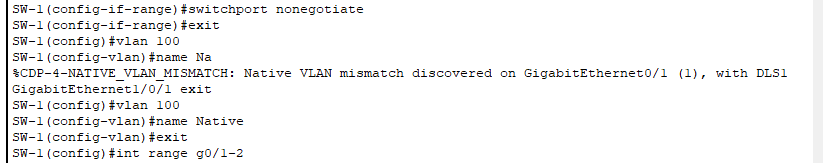 SW-1(config-if-range)#switchport nonegotiate
SW-1(config-if-range)#exit
SW-1(config)#vlan 100
SW-1(config-vlan)#name Na
%CDP-4-NATIVE_VLAN_MISMATCH: Native VLAN mismatch discovered on GigabitEthernet0/1 (1), with DLS1
GigabitEthernet1/0/1 exit
SW-1(config)#vlan 100
SW-1(config-vlan)#name Native
SW-1(config-vlan)#exit
SW-1(config)#int range g0/1-2